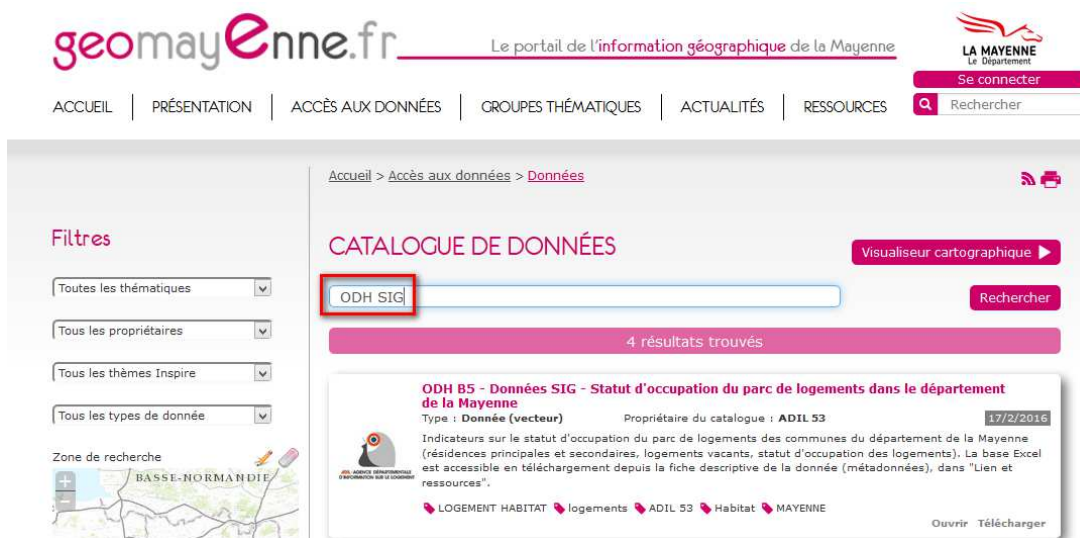 geomayenne.fr
Le portail de l'information géographique de la Mayenne
LA MAYENNE
Le Département
Se connecter
ACCUEIL
PRÉSENTATION
ACCÈS AUX DONNÉES
GROUPES THÉMATIQUES
ACTUALITÉS
RESSOURCES
Rechercher
Accueil > Accès aux données > Données
Filtres
Toutes les thématiques
Tous les propriétaires
Tous les thèmes Inspire
Tous les types de donnée
Zone de recherche
BASSE-NORMANDIE
CATALOGUE DE DONNÉES
Visualiseur cartographique
ODH SIG
Rechercher
4 résultats trouvés
ODH B5 - Données SIG - Statut d'occupation du parc de logements dans le département
de la Mayenne
Type : Donnée (vecteur) Propriétaire du catalogue : ADIL 53 17/2/2016
Indicateurs sur le statut d'occupation du parc de logements des communes du département de la Mayenne
(résidences principales et secondaires, logements vacants, statut d'occupation des logements). La base Excel
est accessible en téléchargement depuis la fiche descriptive de la donnée (métadonnées), dans "Lien et
ressources".
ADIL - AGENCE DÉPARTEMENTALE
D'INFORMATION SUR LE LOGEMENT
LOGEMENT HABITAT logements ADIL 53 Habitat MAYENNE
Ouvrir Télécharger